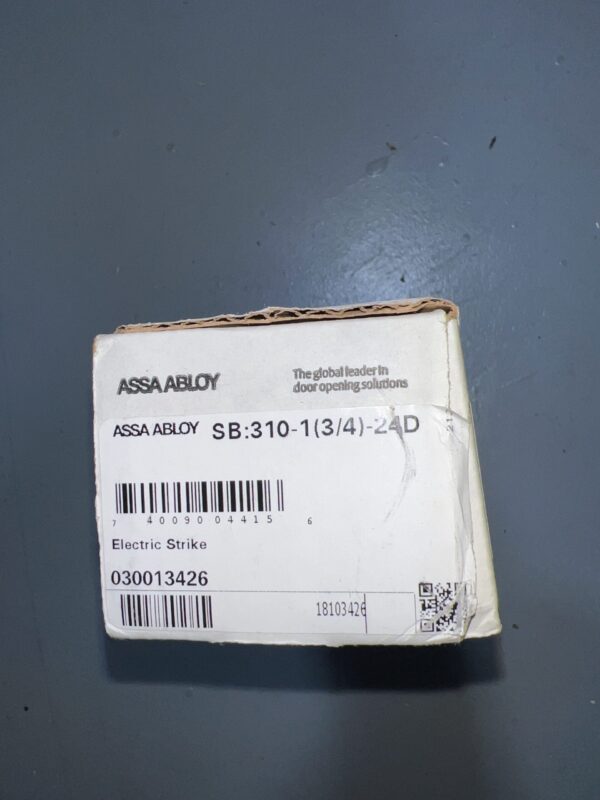 ASSA ABLOY
The global leader in
door opening solutions
ASSA ABLOY SB:310-1(3/4)-24D
7 40090 04415 6
Electric Strike
030013426
18103426